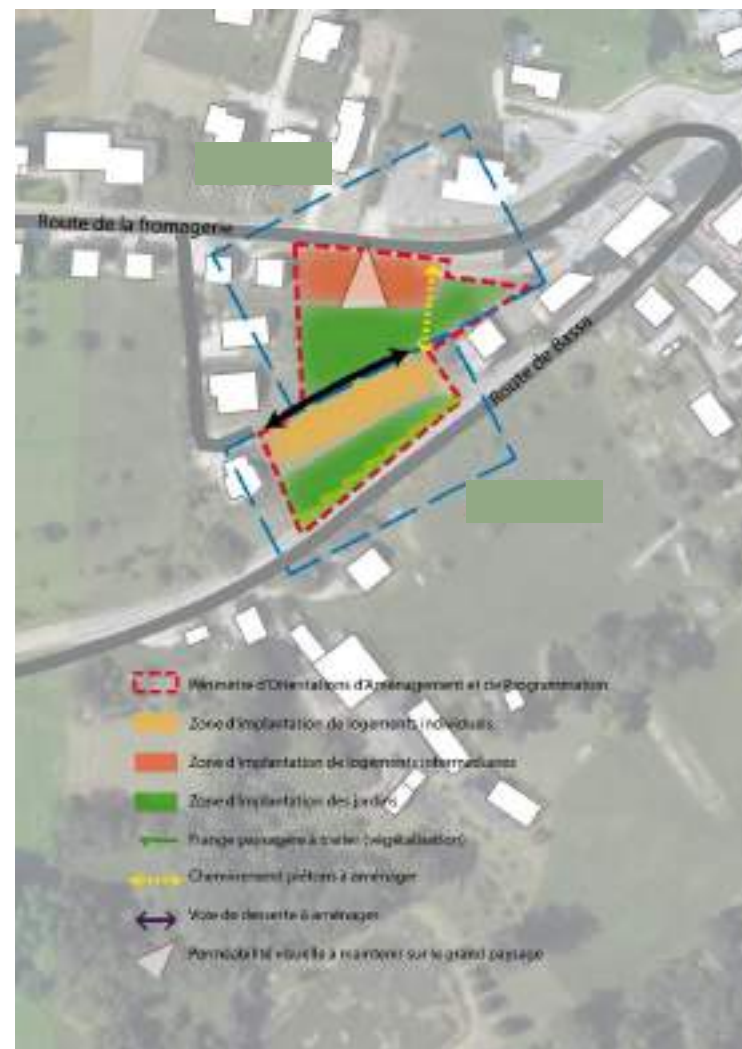 Route de la fromagerie
Route de Bassa
Périmètre d'Orientations d'Aménagement et de Programmation
Zone d'implantation de logements individuels
Zone d'implantation de logements intermédiaires
Zone d'implantation des jardins
Frange paysagère à traiter (végétalisation)
Cheminement piétons à aménager
Voie de desserte à aménager
Perméabilité visuelle à maintenir sur le grand paysage